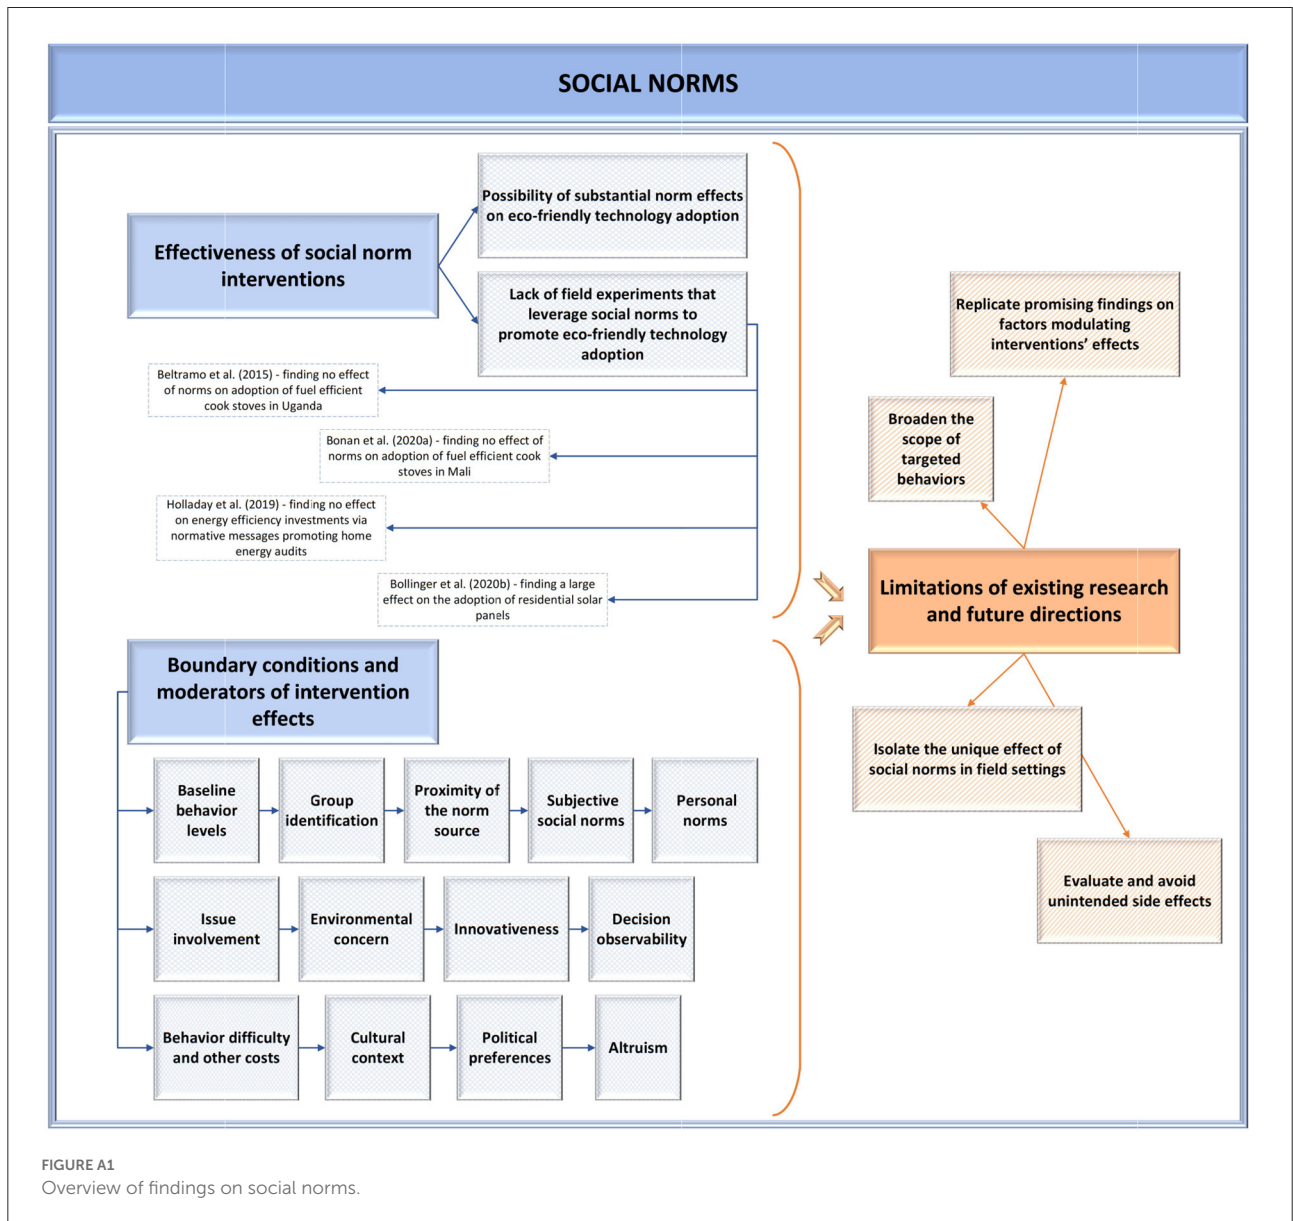 SOCIAL NORMS
Effectiveness of social norm
interventions
Possibility of substantial norm effects
on eco-friendly technology adoption
Lack of field experiments that
leverage social norms to
promote eco-friendly technology
adoption
Beltramo et al. (2015) - finding no effect
of norms on adoption of fuel efficient
cook stoves in Uganda
Bonan et al. (2020a) - finding no effect of
norms on adoption of fuel efficient cook
stoves in Mali
Holladay et al. (2019) - finding no effect
on energy efficiency investments via
normative messages promoting home
energy audits
Bollinger et al. (2020b) - finding a large
effect on the adoption of residential solar
panels
Boundary conditions and
moderators of intervention
effects
Baseline
behavior
levels
Group
identification
Proximity of
the norm
source
Subjective
social norms
Personal
norms
Issue
involvement
Environmental
concern
Innovativeness
Decision
observability
Behavior difficulty
and other costs
Cultural
context
Political
preferences
Altruism
Replicate promising findings on
factors modulating
interventions' effects
Broaden the
scope of
targeted
behaviors
Limitations of existing research
and future directions
Isolate the unique effect of
social norms in field settings
Evaluate and avoid
unintended side effects
FIGURE A1
Overview of findings on social norms.